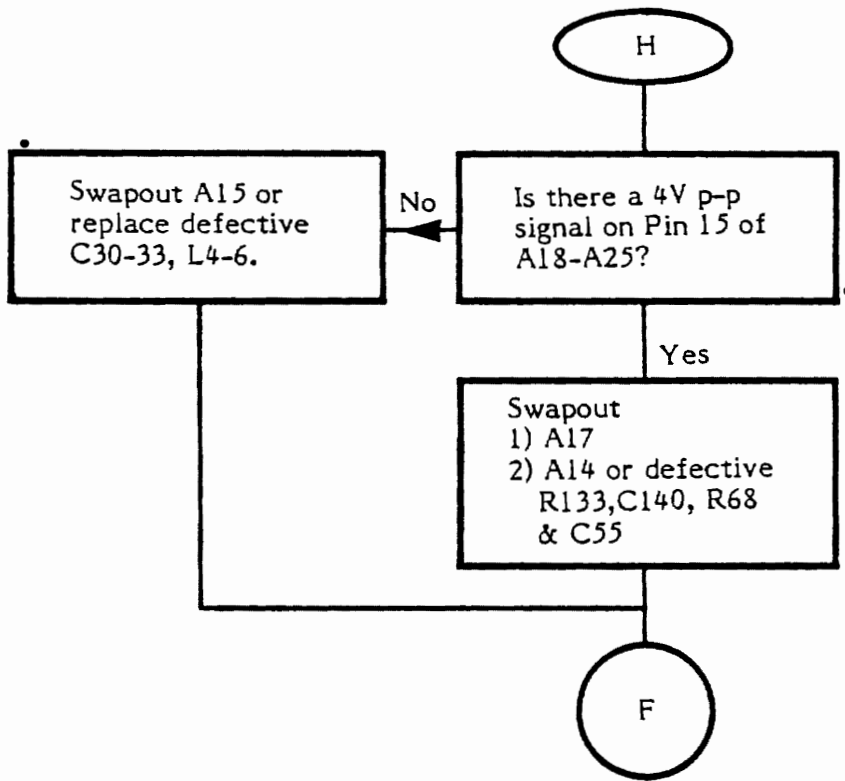 H
Is there a 4V p-p
signal on Pin 15 of
A18-A25?
No
Swapout A15 or
replace defective
C30-33, L4-6.
Yes
Swapout
1) A17
2) A14 or defective
R133,C140, R68
& C55
F